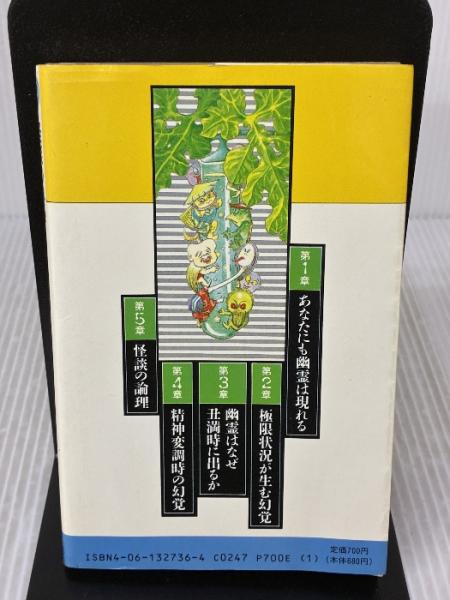 第1章
あなたにも幽霊は現れる
第2章
極限状況が生む幻覚
第3章
幽霊はなぜ
丑満時に出るか
第4章
精神変調時の幻覚
第5章
怪談の論理
ISBN4-06-132736-4 C0247 P700E (1)
定価700円
(本体680円)